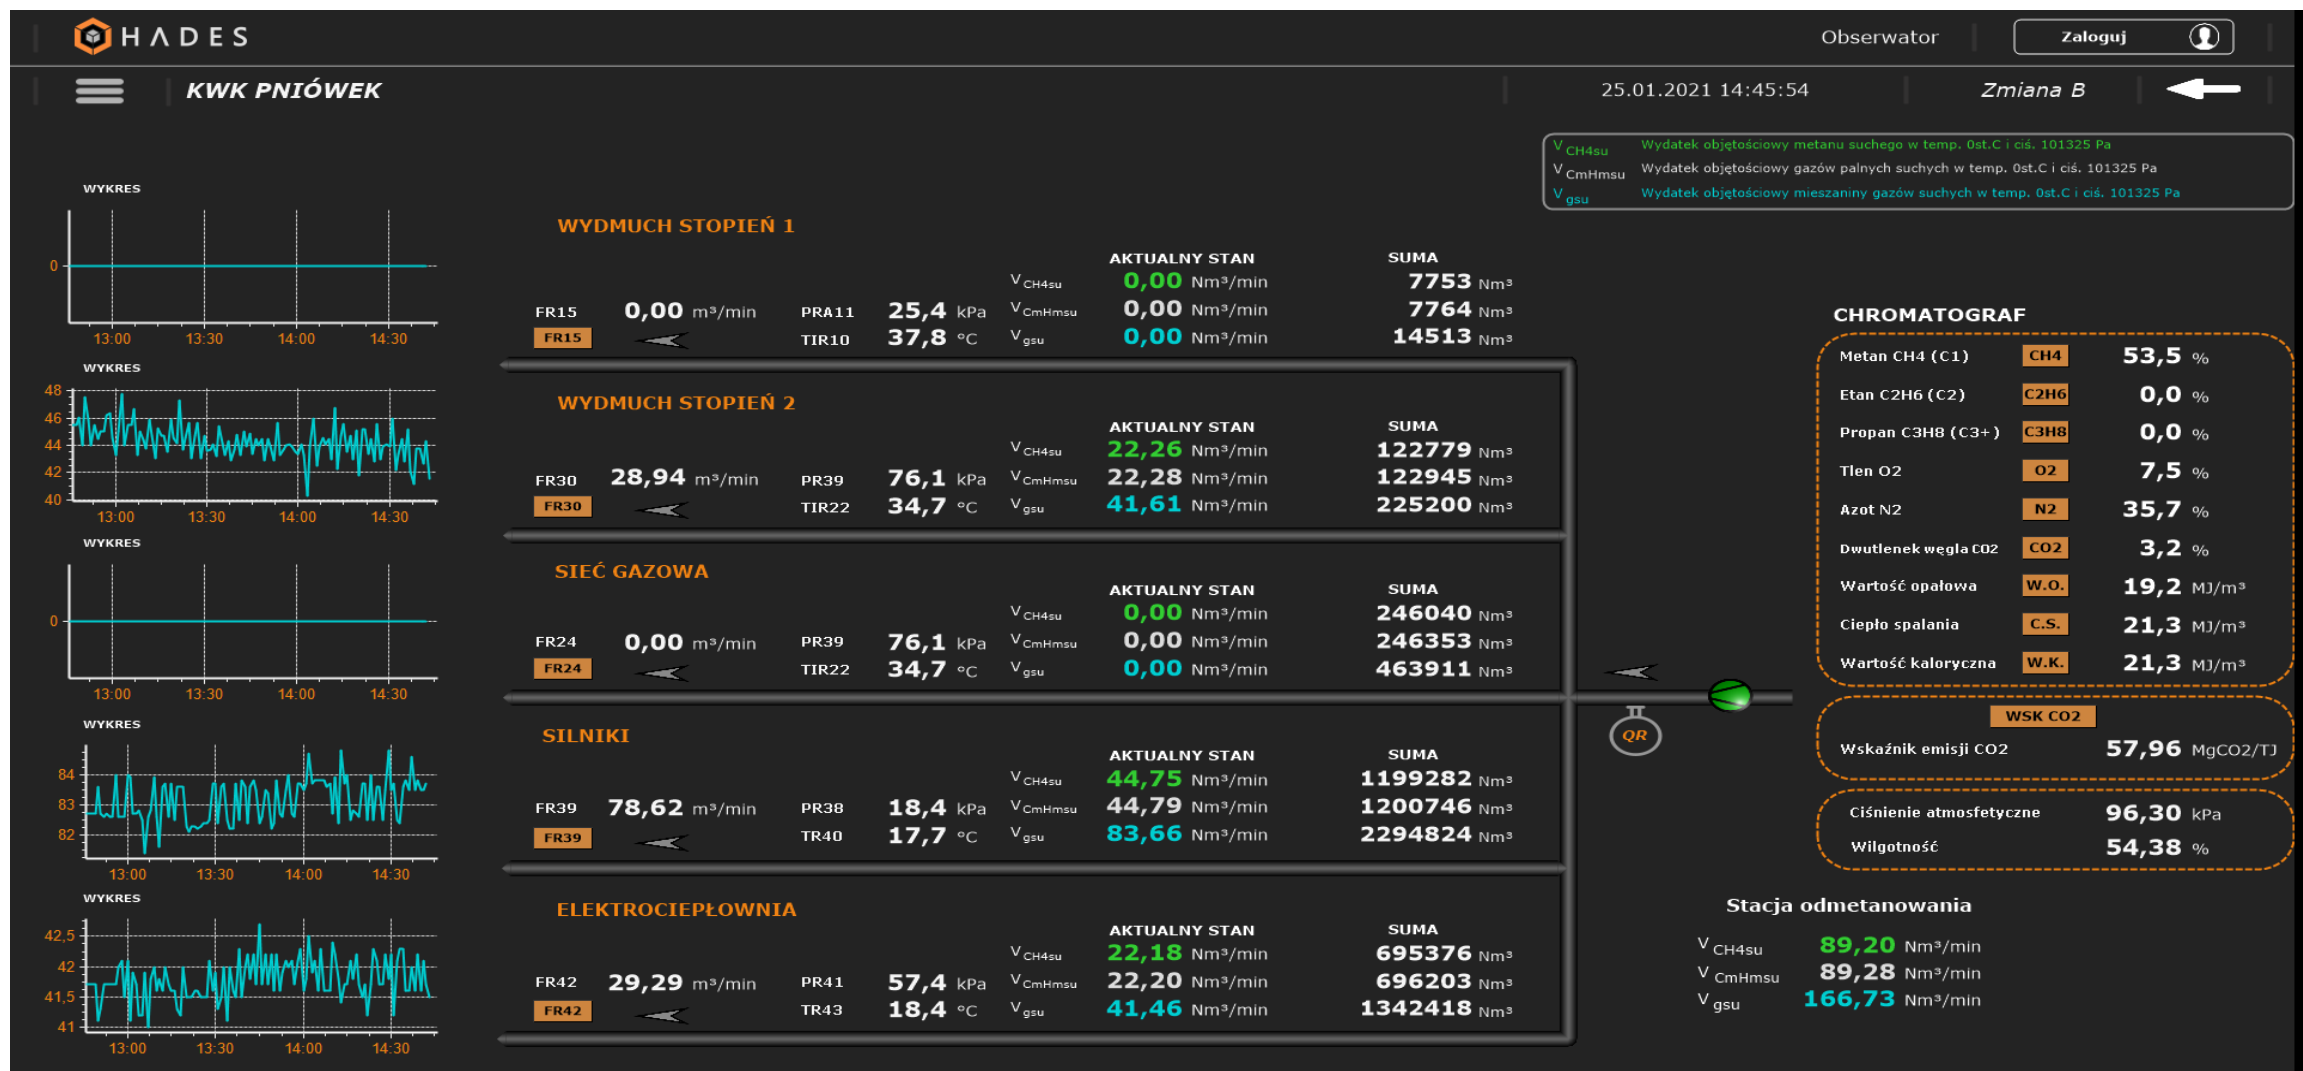 HΛDES
Obserwator
Zaloguj
KWK PNIÓWEK
25.01.2021 14:45:54
Zmiana B
V CH4su Wydatek objętościowy metanu suchego w temp. 0st.C i ciś. 101325 Pa
V CmHmsu Wydatek objętościowy gazów palnych suchych w temp. 0st.C i ciś. 101325 Pa
V gsu Wydatek objętościowy mieszaniny gazów suchych w temp. 0st.C i ciś. 101325 Pa
WYKRES
0
13:00 13:30 14:00 14:30
WYDMUCH STOPIEŃ 1
AKTUALNY STAN SUMA
V CH4su 0,00 Nm³/min 7753 Nm³
FR15 0,00 m³/min PRA11 25,4 kPa V CmHmsu 0,00 Nm³/min 7764 Nm³
FR15 TIR10 37,8 °C V gsu 0,00 Nm³/min 14513 Nm³
WYKRES
48
46
44
42
40
13:00 13:30 14:00 14:30
WYDMUCH STOPIEŃ 2
AKTUALNY STAN SUMA
V CH4su 22,26 Nm³/min 122779 Nm³
FR30 28,94 m³/min PR39 76,1 kPa V CmHmsu 22,28 Nm³/min 122945 Nm³
FR30 TIR22 34,7 °C V gsu 41,61 Nm³/min 225200 Nm³
WYKRES
0
13:00 13:30 14:00 14:30
SIEĆ GAZOWA
AKTUALNY STAN SUMA
V CH4su 0,00 Nm³/min 246040 Nm³
FR24 0,00 m³/min PR39 76,1 kPa V CmHmsu 0,00 Nm³/min 246353 Nm³
FR24 TIR22 34,7 °C V gsu 0,00 Nm³/min 463911 Nm³
WYKRES
84
83
82
13:00 13:30 14:00 14:30
SILNIKI
AKTUALNY STAN SUMA
V CH4su 44,75 Nm³/min 1199282 Nm³
FR39 78,62 m³/min PR38 18,4 kPa V CmHmsu 44,79 Nm³/min 1200746 Nm³
FR39 TR40 17,7 °C V gsu 83,66 Nm³/min 2294824 Nm³
WYKRES
42,5
42
41,5
41
13:00 13:30 14:00 14:30
ELEKTROCIEPŁOWNIA
AKTUALNY STAN SUMA
V CH4su 22,18 Nm³/min 695376 Nm³
FR42 29,29 m³/min PR41 57,4 kPa V CmHmsu 22,20 Nm³/min 696203 Nm³
FR42 TR43 18,4 °C V gsu 41,46 Nm³/min 1342418 Nm³
QR
CHROMATOGRAF
Metan CH4 (C1) CH4 53,5 %
Etan C2H6 (C2) C2H6 0,0 %
Propan C3H8 (C3+) C3H8 0,0 %
Tlen O2 O2 7,5 %
Azot N2 N2 35,7 %
Dwutlenek węgla CO2 CO2 3,2 %
Wartość opałowa W.O. 19,2 MJ/m³
Ciepło spalania C.S. 21,3 MJ/m³
Wartość kaloryczna W.K. 21,3 MJ/m³
WSK CO2
Wskaźnik emisji CO2 57,96 MgCO2/TJ
Ciśnienie atmosfetyczne 96,30 kPa
Wilgotność 54,38 %
Stacja odmetanowania
V CH4su 89,20 Nm³/min
V CmHmsu 89,28 Nm³/min
V gsu 166,73 Nm³/min